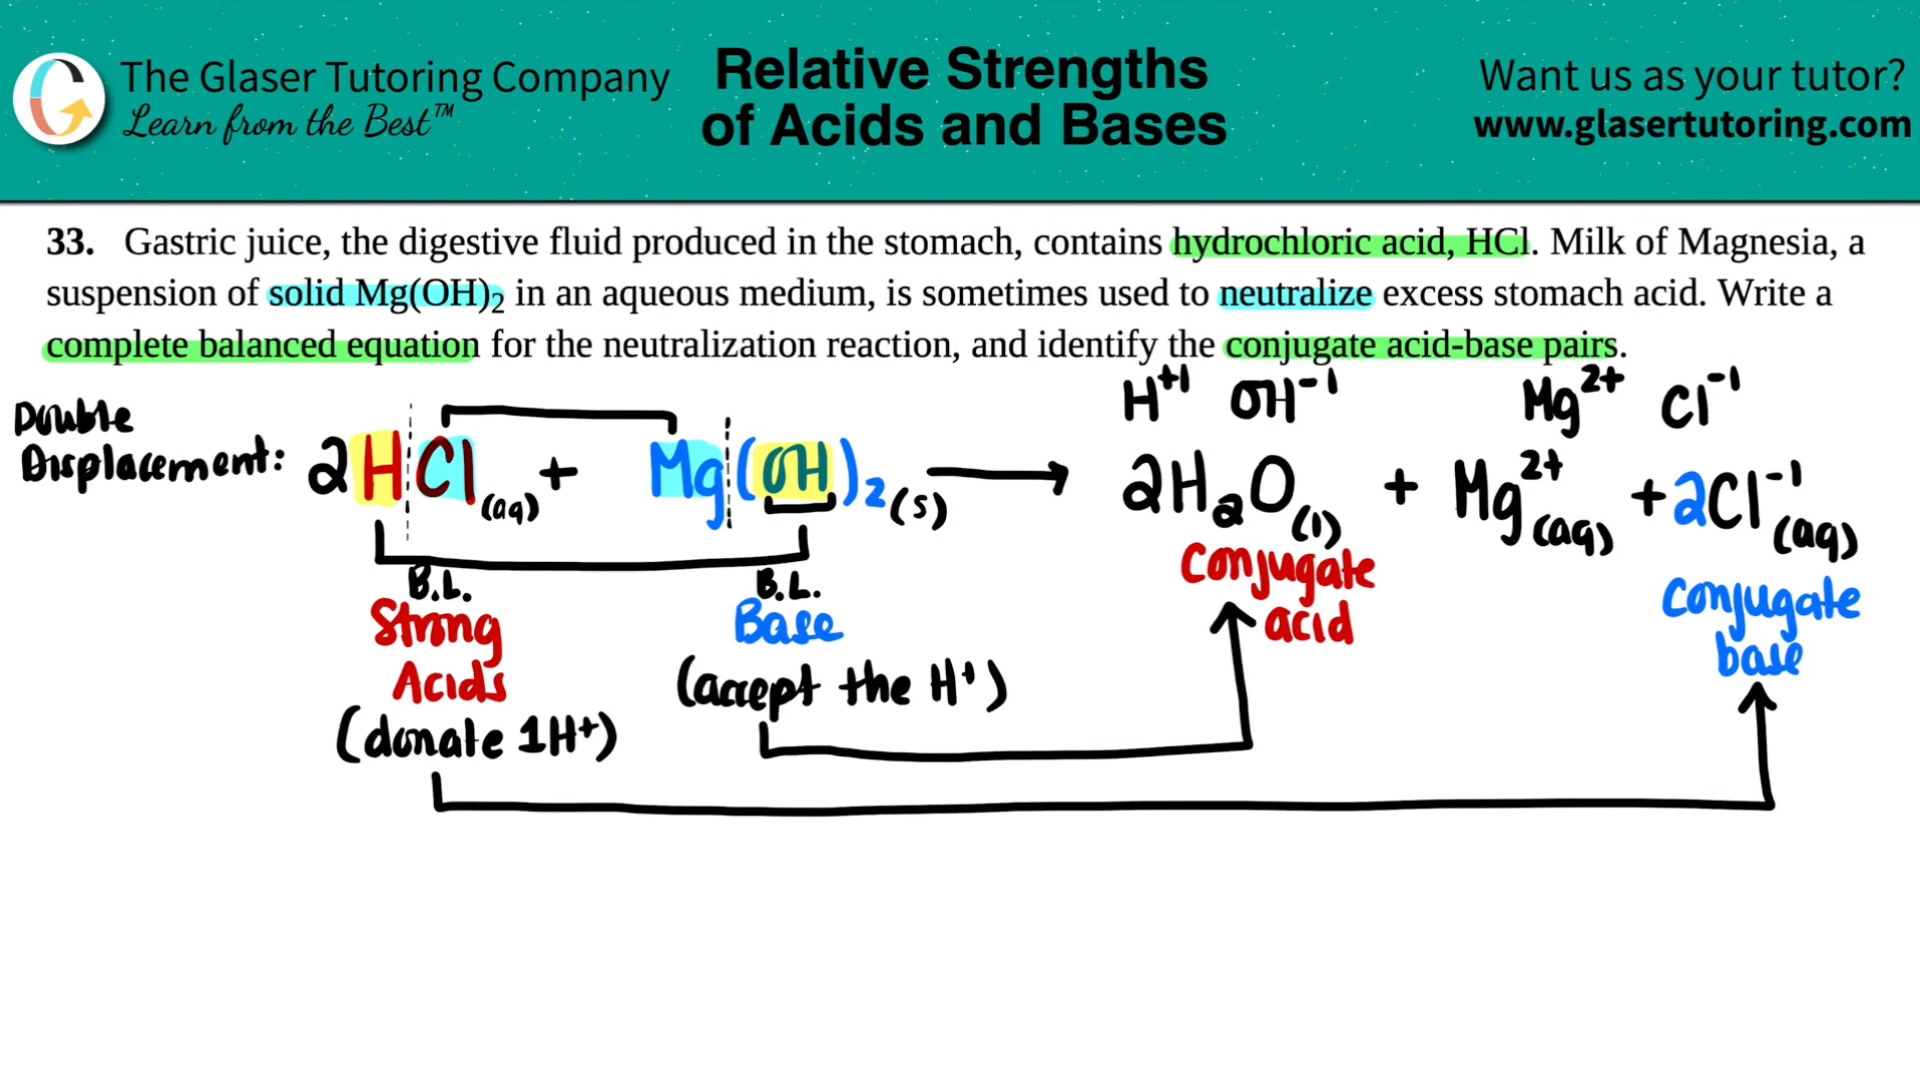 The Glaser Tutoring Company
Learn from the Best™
Relative Strengths
of Acids and Bases
Want us as your tutor?
www.glasertutoring.com
33. Gastric juice, the digestive fluid produced in the stomach, contains hydrochloric acid, HCl. Milk of Magnesia, a
suspension of solid Mg(OH)₂ in an aqueous medium, is sometimes used to neutralize excess stomach acid. Write a
complete balanced equation for the neutralization reaction, and identify the conjugate acid-base pairs.
H⁺¹ OH⁻¹ Mg²⁺ Cl⁻¹
Double
Displacement:
2HCl(aq) + Mg(OH)₂(s) → 2H₂O(l) + Mg²⁺(aq) + 2Cl⁻¹(aq)
B.L.
Strong
Acids
(donate 1H⁺)
B.L.
Base
(accept the H⁺)
Conjugate
acid
Conjugate
base